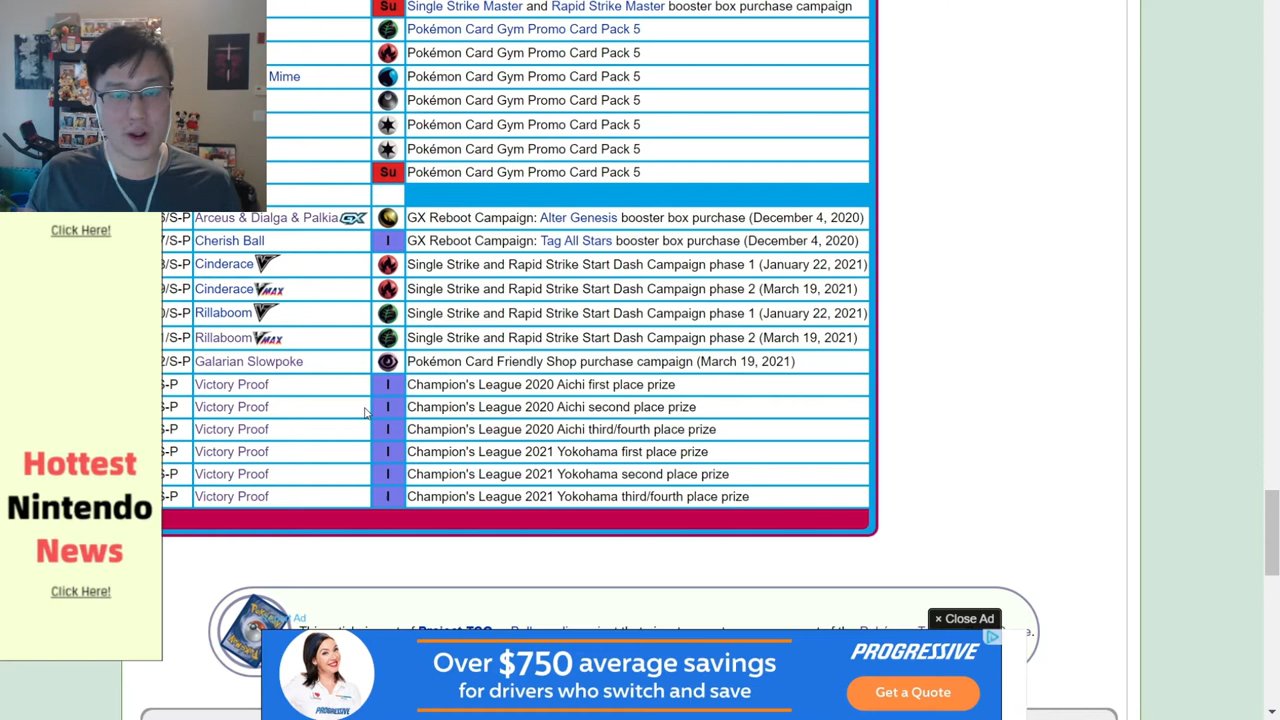 Su Single Strike Master and Rapid Strike Master booster box purchase campaign
Pokémon Card Gym Promo Card Pack 5
Pokémon Card Gym Promo Card Pack 5
Mime Pokémon Card Gym Promo Card Pack 5
Pokémon Card Gym Promo Card Pack 5
Pokémon Card Gym Promo Card Pack 5
Pokémon Card Gym Promo Card Pack 5
Su Pokémon Card Gym Promo Card Pack 5
/S-P Arceus & Dialga & Palkia GX GX Reboot Campaign: Alter Genesis booster box purchase (December 4, 2020)
/S-P Cherish Ball I GX Reboot Campaign: Tag All Stars booster box purchase (December 4, 2020)
/S-P Cinderace V Single Strike and Rapid Strike Start Dash Campaign phase 1 (January 22, 2021)
/S-P Cinderace VMAX Single Strike and Rapid Strike Start Dash Campaign phase 2 (March 19, 2021)
/S-P Rillaboom V Single Strike and Rapid Strike Start Dash Campaign phase 1 (January 22, 2021)
/S-P Rillaboom VMAX Single Strike and Rapid Strike Start Dash Campaign phase 2 (March 19, 2021)
/S-P Galarian Slowpoke Pokémon Card Friendly Shop purchase campaign (March 19, 2021)
S-P Victory Proof I Champion's League 2020 Aichi first place prize
S-P Victory Proof I Champion's League 2020 Aichi second place prize
S-P Victory Proof I Champion's League 2020 Aichi third/fourth place prize
S-P Victory Proof I Champion's League 2021 Yokohama first place prize
S-P Victory Proof I Champion's League 2021 Yokohama second place prize
S-P Victory Proof I Champion's League 2021 Yokohama third/fourth place prize
Click Here!
Hottest
Nintendo
News
Click Here!
Ad
× Close Ad
Over $750 average savings
for drivers who switch and save
PROGRESSIVE
Get a Quote
PROGRESSIVE